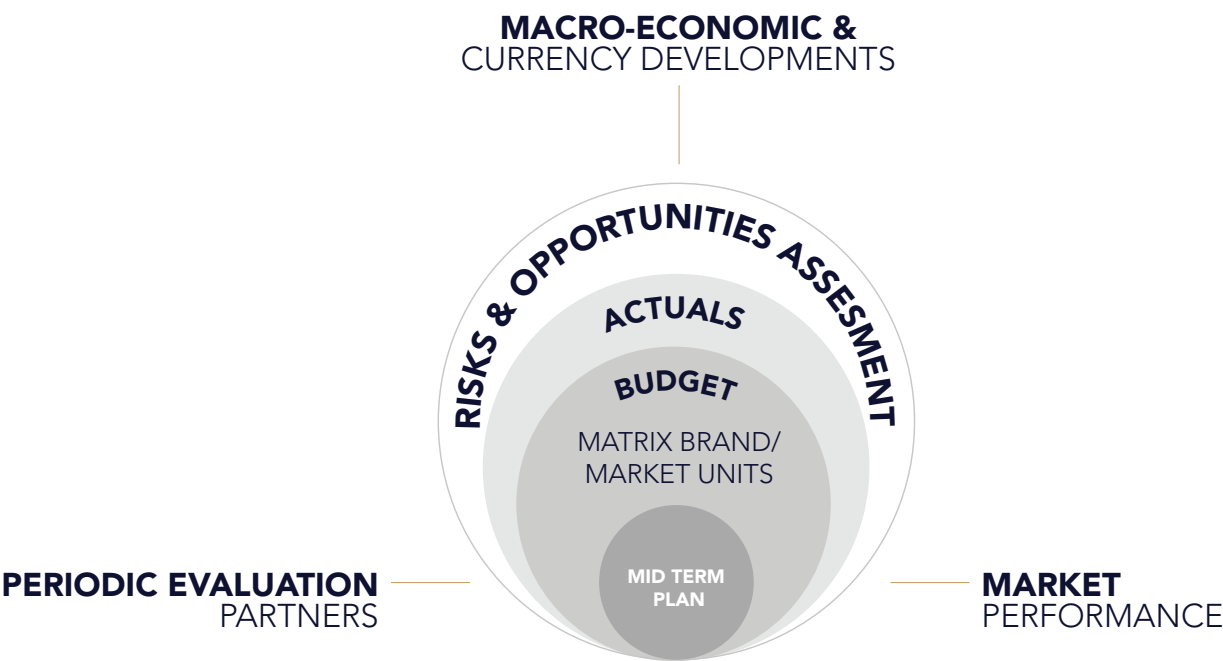 MACRO-ECONOMIC &
CURRENCY DEVELOPMENTS
RISKS & OPPORTUNITIES ASSESMENT
ACTUALS
BUDGET
MATRIX BRAND/
MARKET UNITS
MID TERM
PLAN
PERIODIC EVALUATION
PARTNERS
MARKET
PERFORMANCE